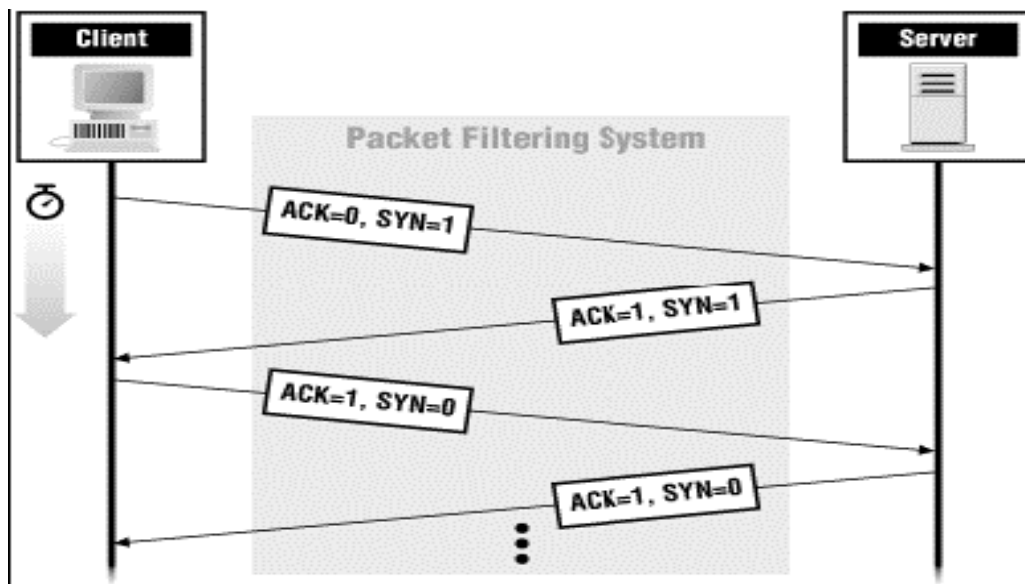 Client
Server
Packet Filtering System
ACK=0, SYN=1
ACK=1, SYN=1
ACK=1, SYN=0
ACK=1, SYN=0